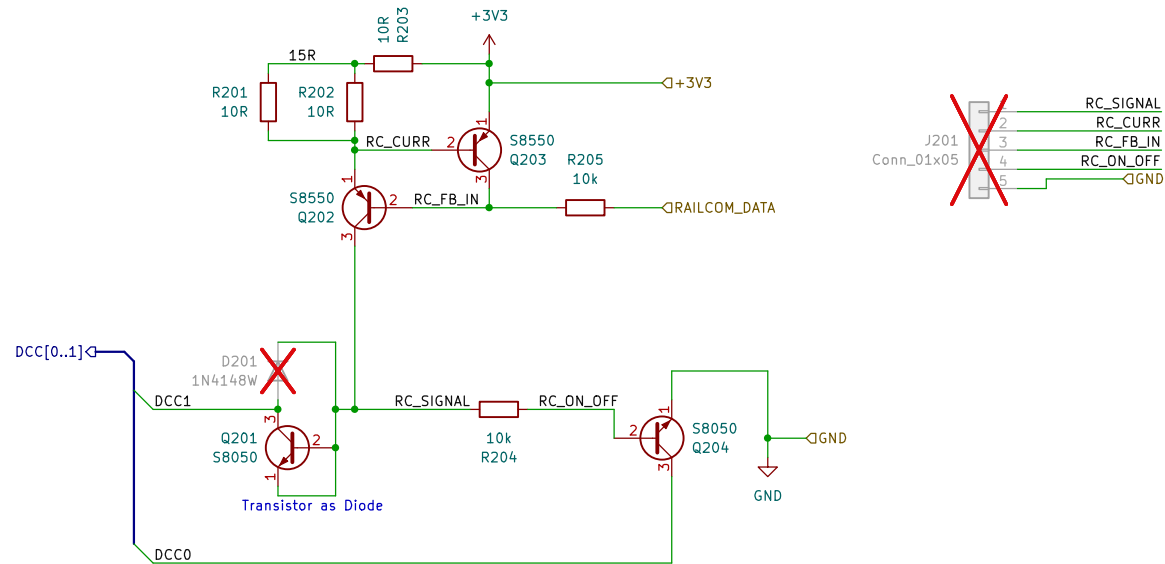 +3V3
10R
R203
15R
R201
10R
R202
10R
+3V3
RC_CURR
2
1
3
S8550
Q203
R205
10k
S8550
Q202
1
2
3
RC_FB_IN
RAILCOM_DATA
J201
Conn_01x05
1
2
3
4
5
RC_SIGNAL
RC_CURR
RC_FB_IN
RC_ON_OFF
GND
DCC[0..1]
D201
1N4148W
DCC1
RC_SIGNAL
RC_ON_OFF
10k
R204
Q201
S8050
3
2
1
Transistor as Diode
2
1
3
S8050
Q204
GND
GND
DCC0